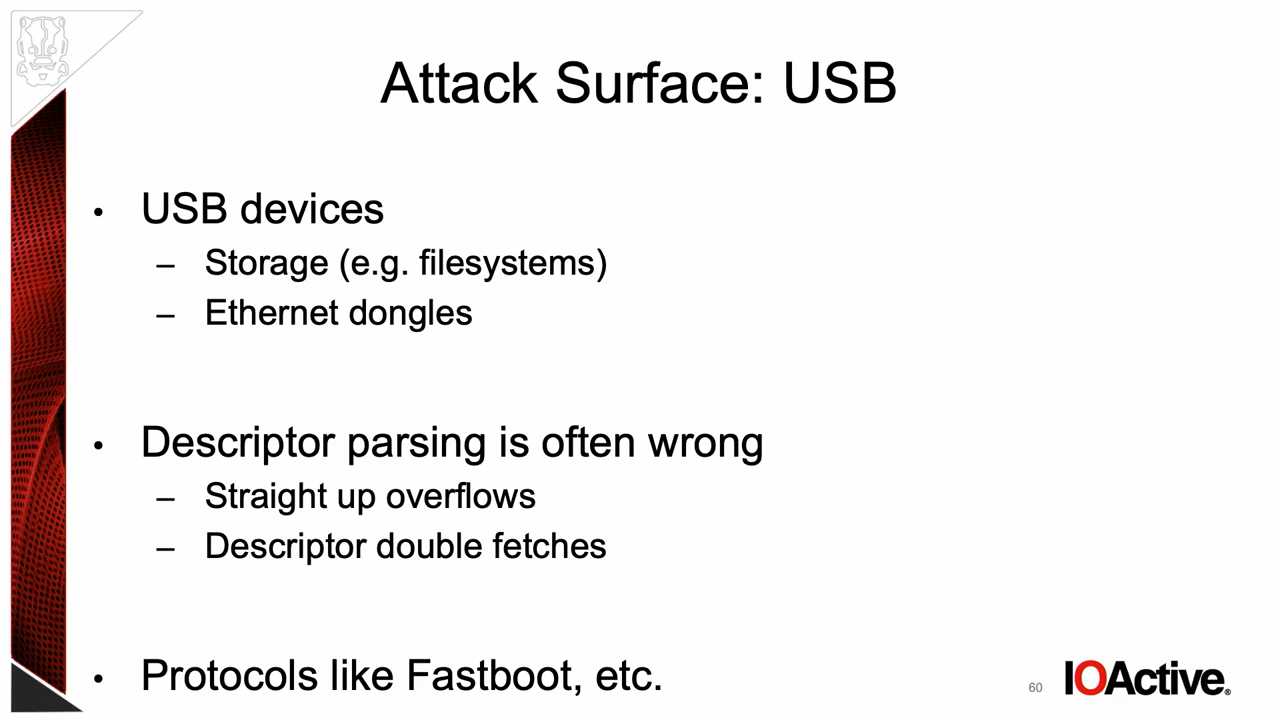 Attack Surface: USB
• USB devices
– Storage (e.g. filesystems)
– Ethernet dongles
• Descriptor parsing is often wrong
– Straight up overflows
– Descriptor double fetches
• Protocols like Fastboot, etc.
60
IOActive®